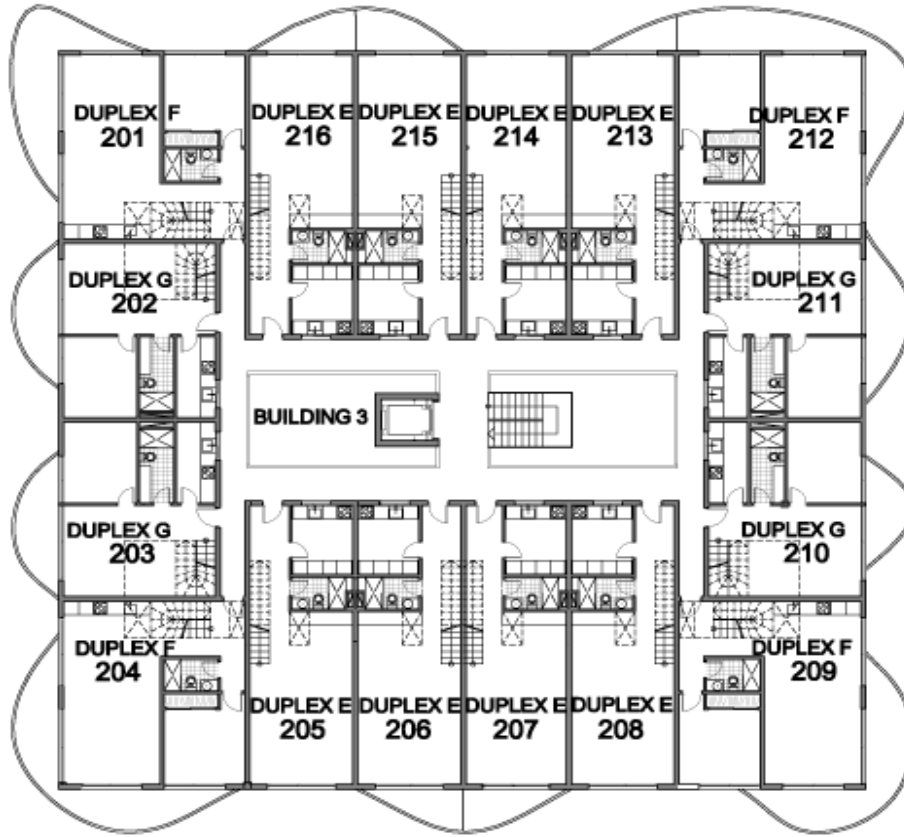 DUPLEX F
201
DUPLEX E
216
DUPLEX E
215
DUPLEX E
214
DUPLEX E
213
DUPLEX F
212
DUPLEX G
202
DUPLEX G
211
BUILDING 3
DUPLEX G
203
DUPLEX G
210
DUPLEX F
204
DUPLEX F
209
DUPLEX E
205
DUPLEX E
206
DUPLEX E
207
DUPLEX E
208